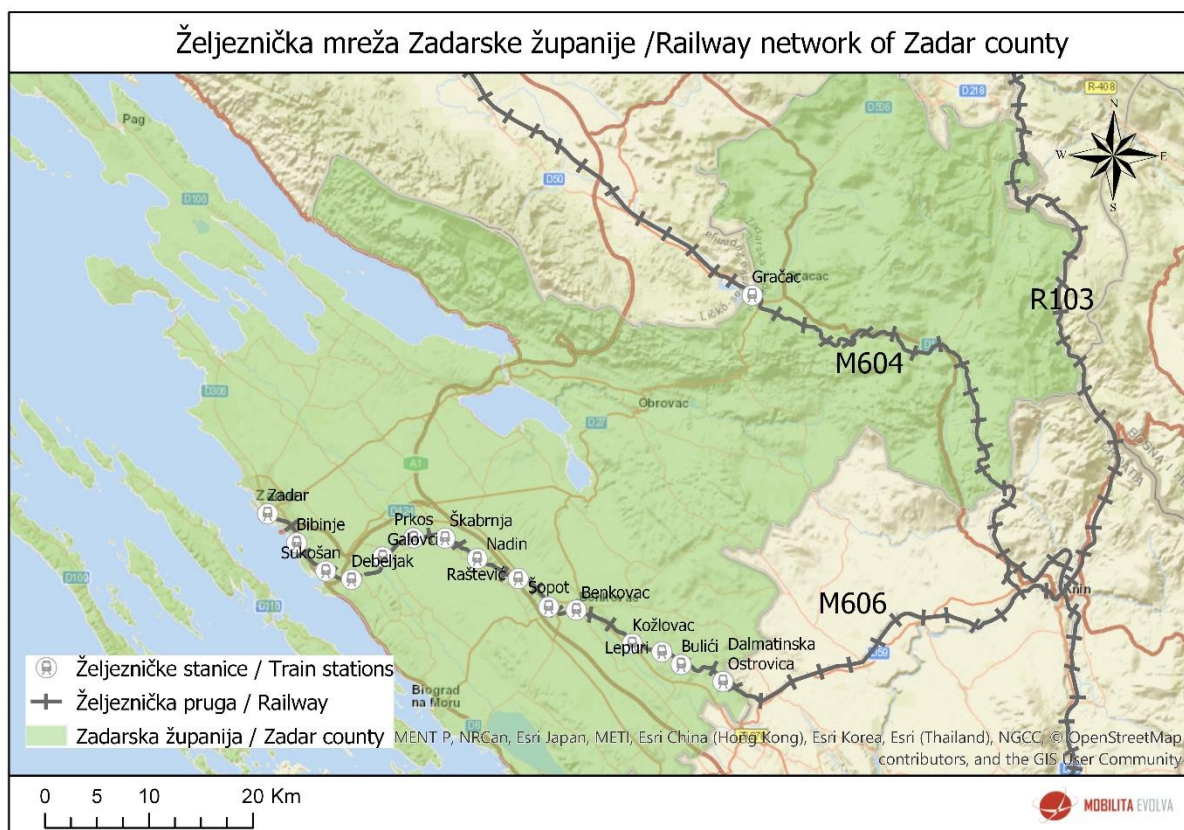 Željeznička mreža Zadarske županije /Railway network of Zadar county
R-408
D218
D506
Pag
N
W E
S
D50
D106
Gračac
R103
M604
Obrovac
D306
D27
A1
Zadar
Bibinje
Sukošan
Debeljak
Prkos
Galovci
Škabrnja
Nadin
Raštević
Šopot
Benkovac
Kožlovac
Lepuri
Bulići
Dalmatinska
Ostrovica
M606
Knin
D59
D109
D110
Biograd
na Moru
D8
Željezničke stanice / Train stations
Željeznička pruga / Railway
Zadarska županija / Zadar county
MENT P, NRCan, Esri Japan, METI, Esri China (Hong Kong), Esri Korea, Esri (Thailand), NGCC, © OpenStreetMap
contributors, and the GIS User Community
0 5 10 20 Km
MOBILITA EVOLVA